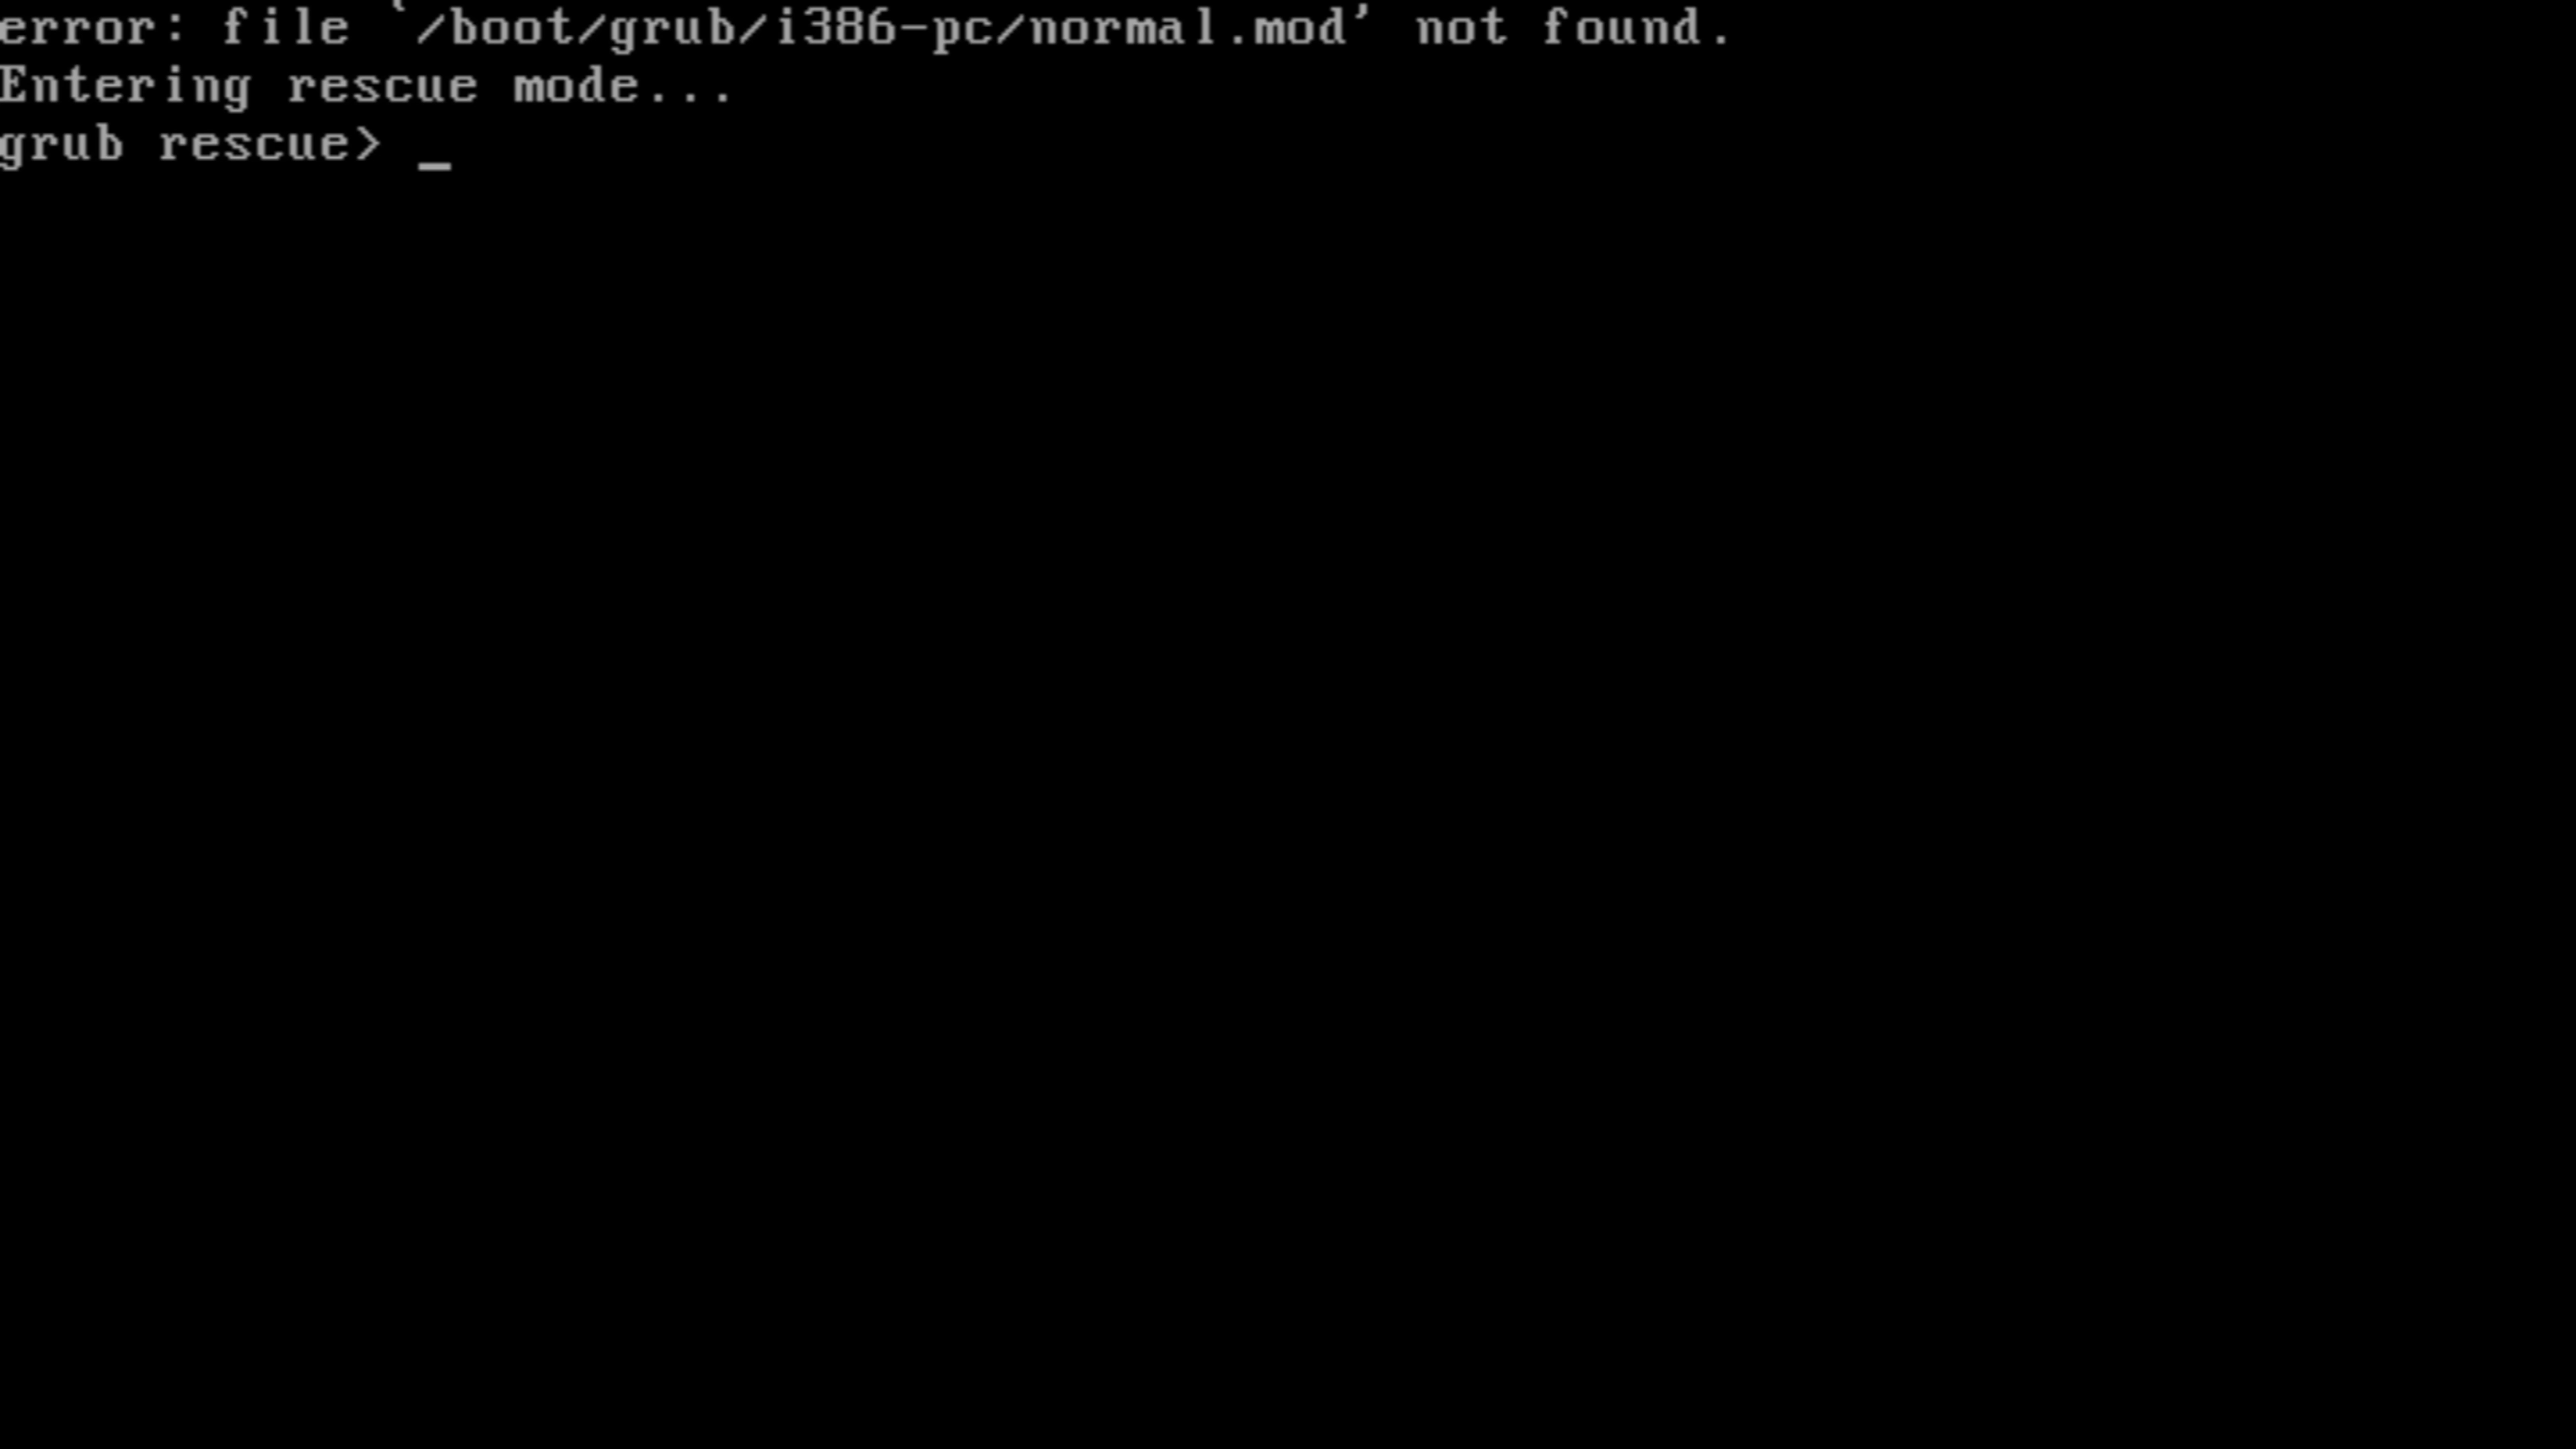 error: file `/boot/grub/i386-pc/normal.mod' not found.
Entering rescue mode...
grub rescue> _